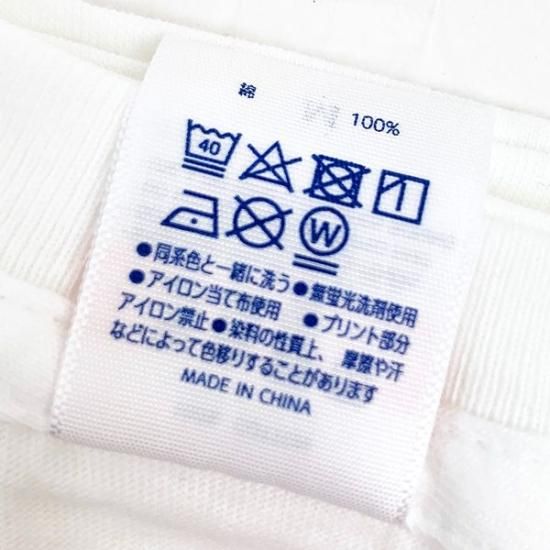 綿 100%
40
W
●同系色と一緒に洗う●無蛍光洗剤使用
●アイロン当て布使用 ●プリント部分
アイロン禁止●染料の性質上、摩擦や汗
などによって色移りすることがあります
MADE IN CHINA